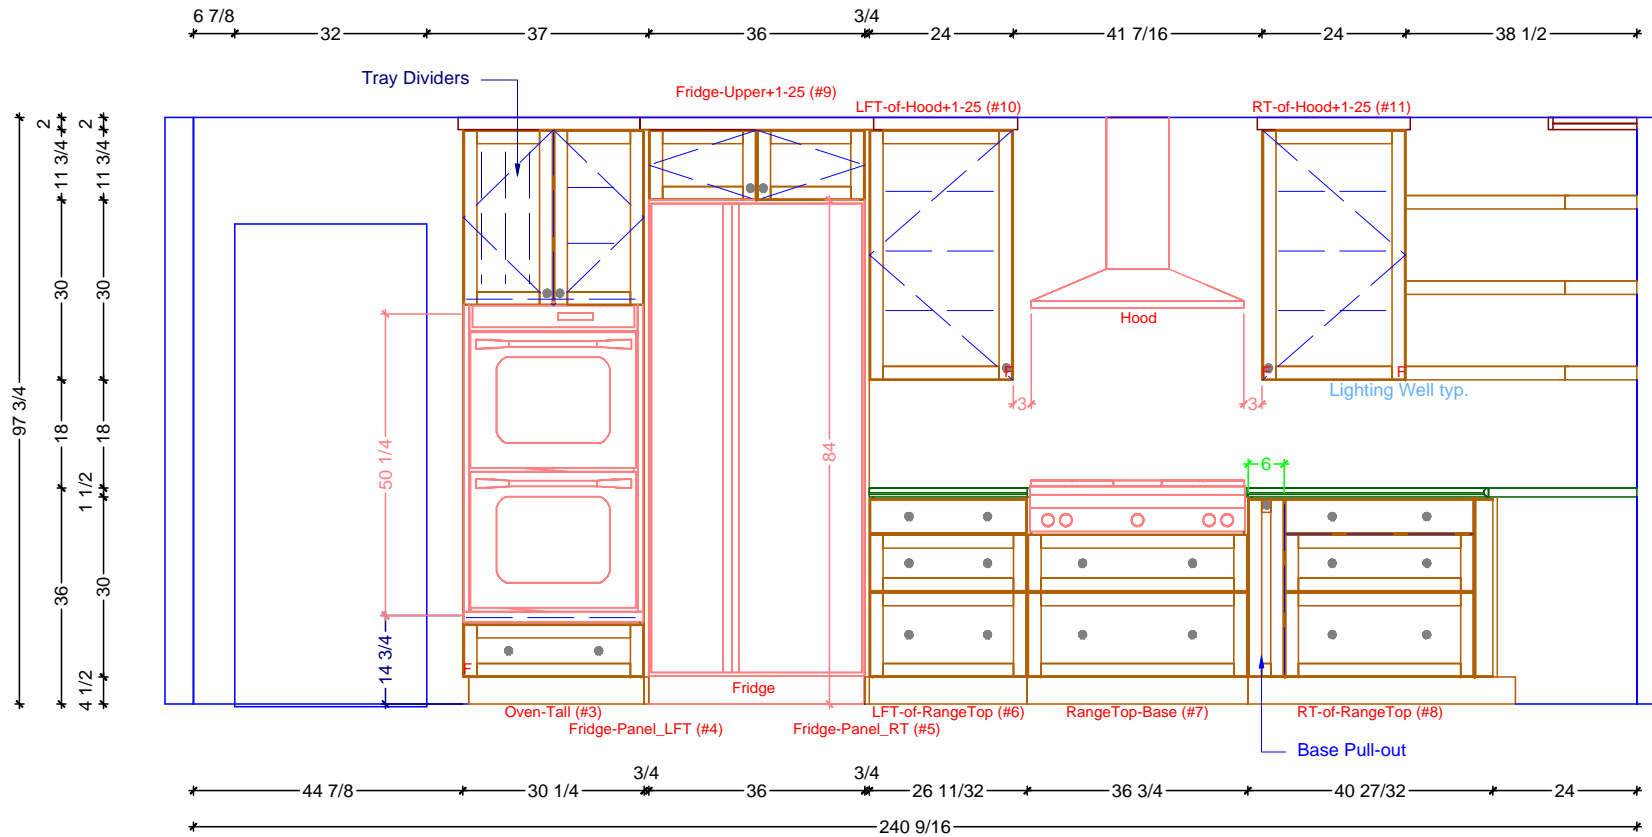 6 7/8
3/4
32
37
36
24
41 7/16
24
38 1/2
Tray Dividers
Fridge-Upper+1-25 (#9)
LFT-of-Hood+1-25 (#10)
RT-of-Hood+1-25 (#11)
2
2
11 3/4
11 3/4
30
30
Hood
F
F
F
Lighting Well typ.
3
3
97 3/4
18
18
50 1/4
84
6
1 1/2
36
30
14 3/4
4 1/2
F
Fridge
Oven-Tall (#3)
LFT-of-RangeTop (#6)
RangeTop-Base (#7)
RT-of-RangeTop (#8)
Fridge-Panel_LFT (#4)
Fridge-Panel_RT (#5)
Base Pull-out
3/4
3/4
44 7/8
30 1/4
36
26 11/32
36 3/4
40 27/32
24
240 9/16